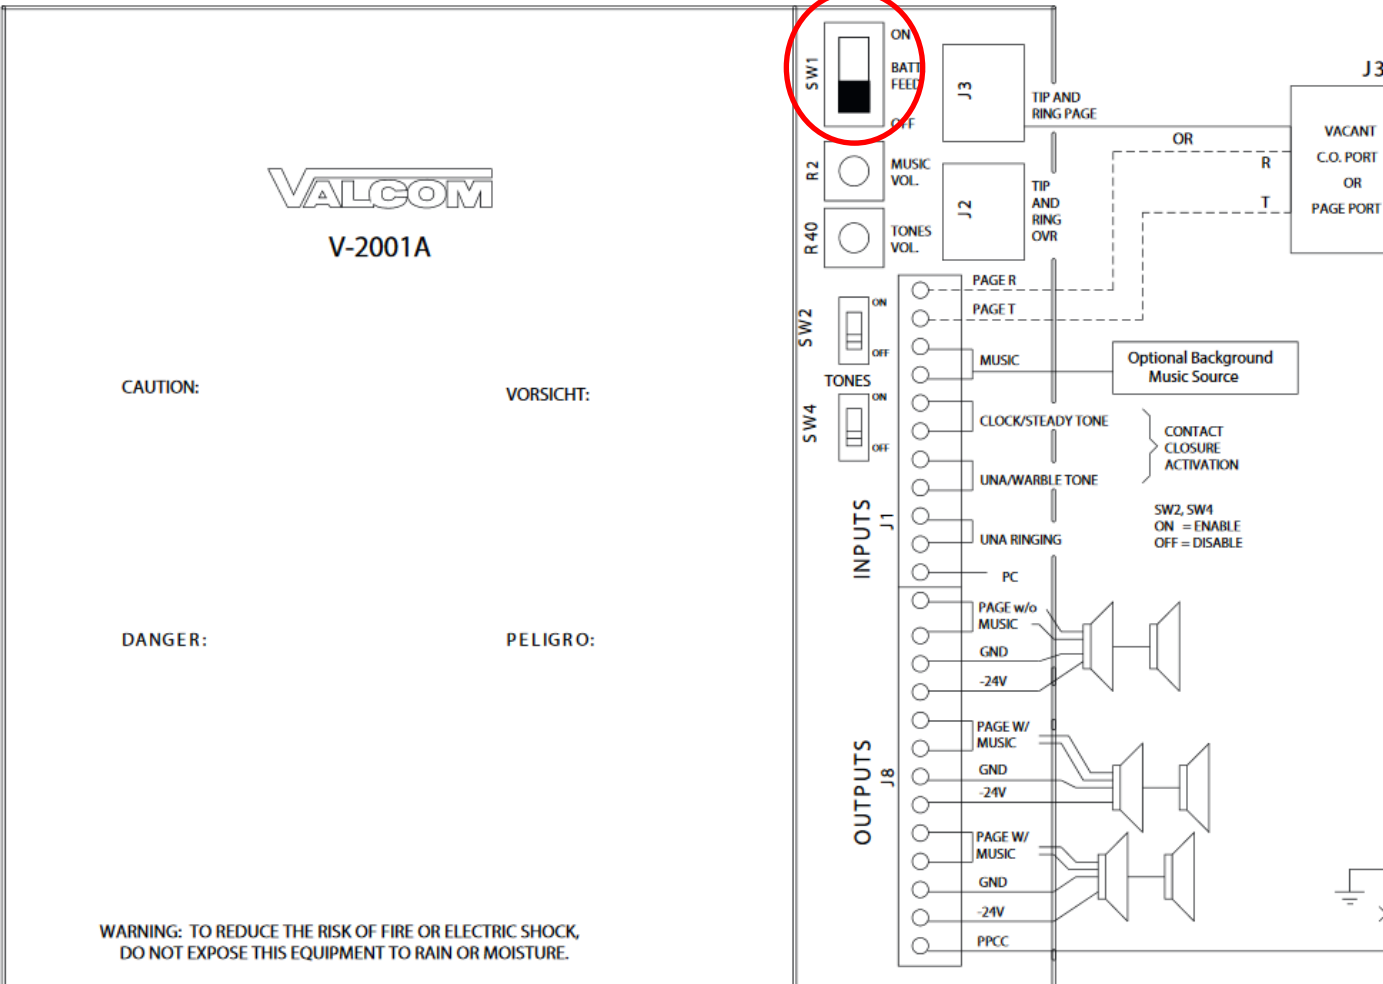 VALCOM
V-2001A
CAUTION:
VORSICHT:
DANGER:
PELIGRO:
WARNING: TO REDUCE THE RISK OF FIRE OR ELECTRIC SHOCK,
DO NOT EXPOSE THIS EQUIPMENT TO RAIN OR MOISTURE.
SW1
ON
BATT
FEED
OFF
R2
MUSIC
VOL.
R40
TONES
VOL.
J3
TIP AND
RING PAGE
J2
TIP
AND
RING
OVR
J3
VACANT
C.O. PORT
OR
PAGE PORT
OR
R
T
SW2
ON
OFF
TONES
SW4
ON
OFF
INPUTS
J1
PAGE R
PAGE T
MUSIC
Optional Background
Music Source
CLOCK/STEADY TONE
UNA/WARBLE TONE
CONTACT
CLOSURE
ACTIVATION
SW2, SW4
ON = ENABLE
OFF = DISABLE
UNA RINGING
PC
OUTPUTS
J8
PAGE w/o
MUSIC
GND
-24V
PAGE W/
MUSIC
GND
-24V
PAGE W/
MUSIC
GND
-24V
PPCC